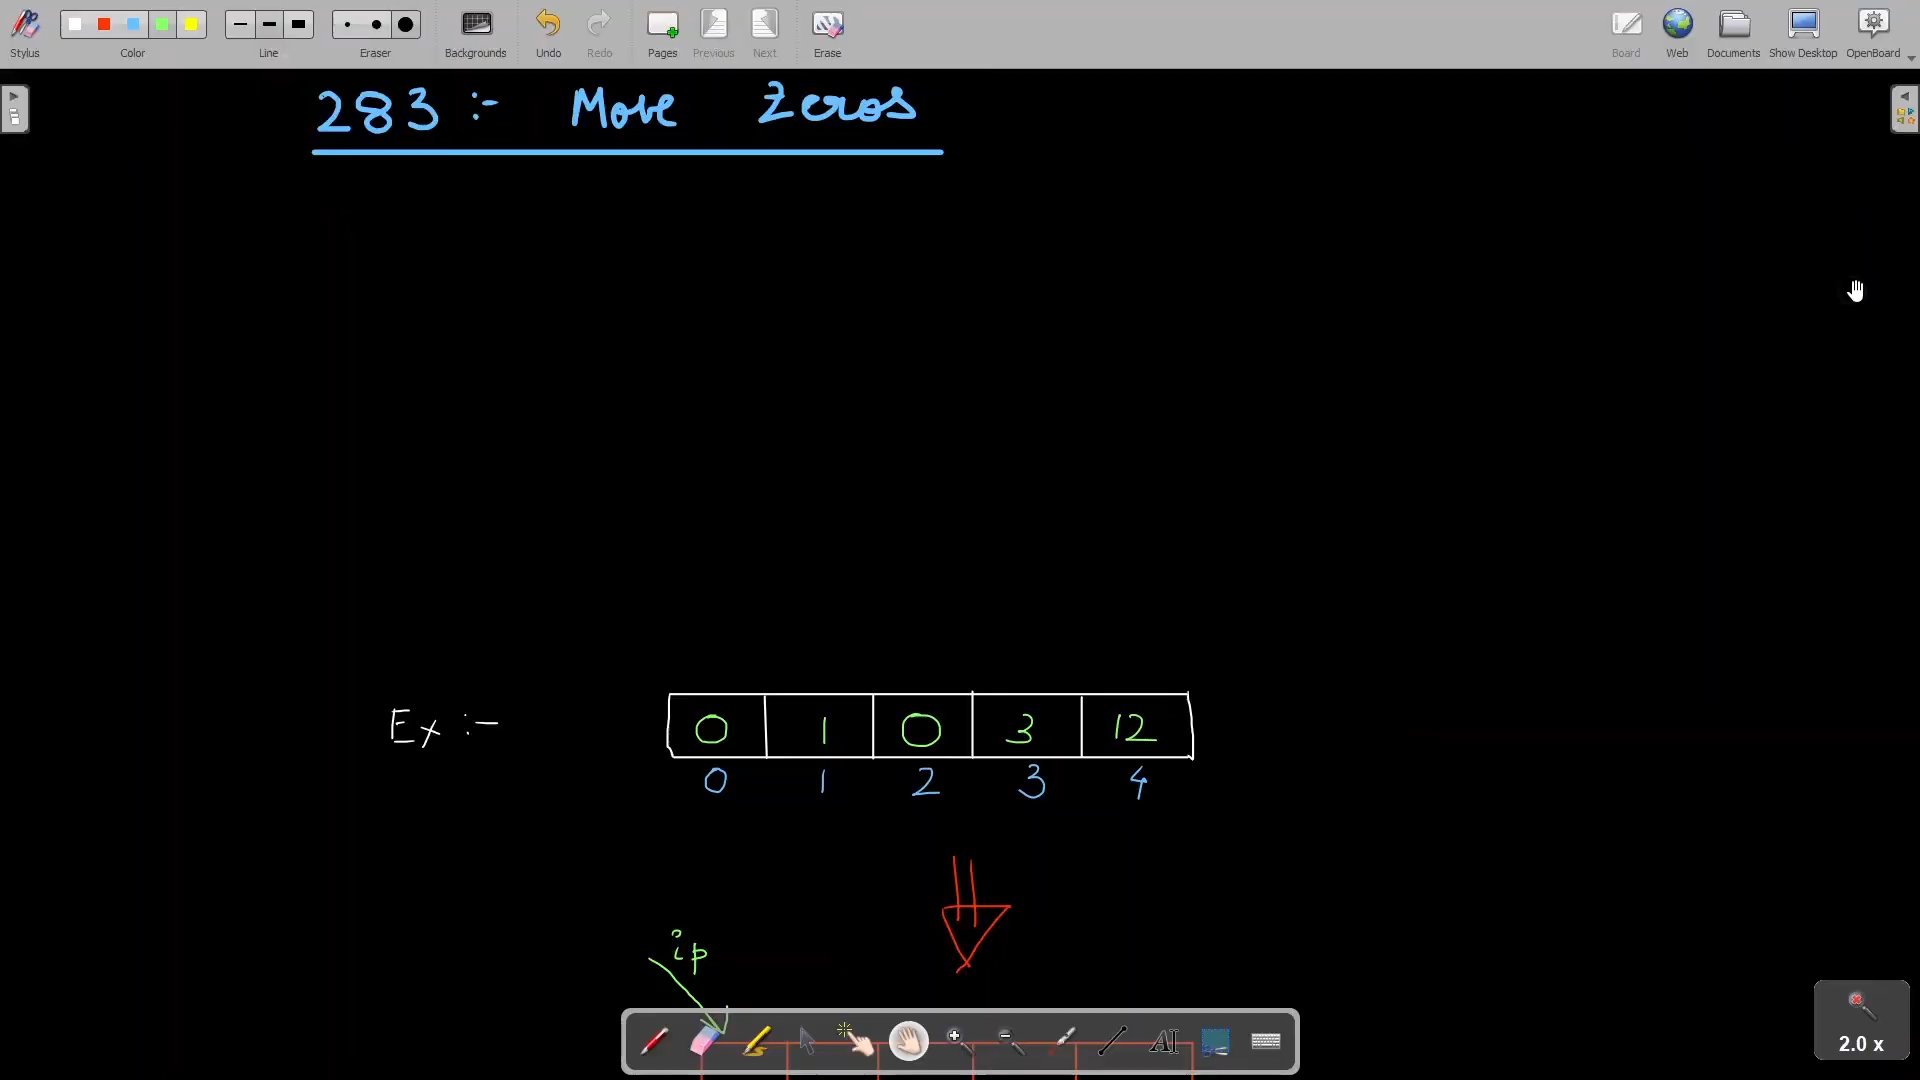 Stylus Color Line Eraser Backgrounds Undo Redo Pages Previous Next Erase Board Web Documents Show Desktop OpenBoard
283 :- Move Zeros
Ex :- 0 1 0 3 12
0 1 2 3 4
ip
AI
2.0 x